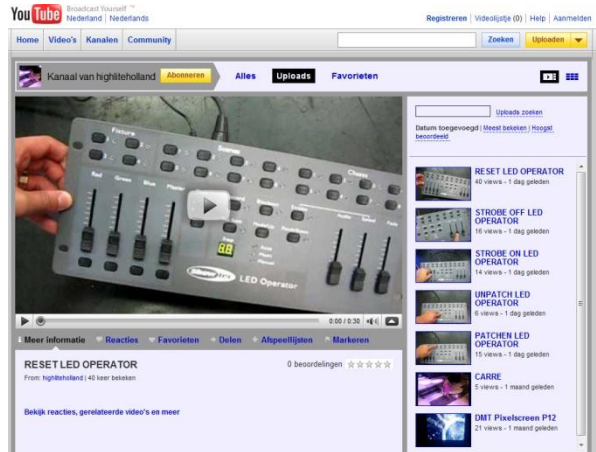 YouTube
Broadcast Yourself ™
Nederland | Nederlands
Registreren | Videolijstje (0) | Help | Aanmelden
Home Video's Kanalen Community
Zoeken Uploaden
Kanaal van highliteholland Abonneren Alles Uploads Favorieten
Uploads zoeken
Datum toegevoegd | Meest bekeken | Hoogst
beoordeeld
Fixture
Scenes
Chase
Red Green Blue Master
Audio Speed Fade
LED Operator
0:00 / 0:30
RESET LED OPERATOR
40 views - 1 dag geleden
STROBE OFF LED
OPERATOR
16 views - 1 dag geleden
STROBE ON LED
OPERATOR
14 views - 1 dag geleden
UNPATCH LED
OPERATOR
6 views - 1 dag geleden
PATCHEN LED
OPERATOR
15 views - 1 dag geleden
CARRE
5 views - 1 maand geleden
DMT Pixelscreen P12
21 views - 1 maand geleden
Meer informatie Reacties Favorieten Delen Afspeellijsten Markeren
RESET LED OPERATOR
0 beoordelingen
From: highliteholland | 40 keer bekeken
Bekijk reacties, gerelateerde video's en meer